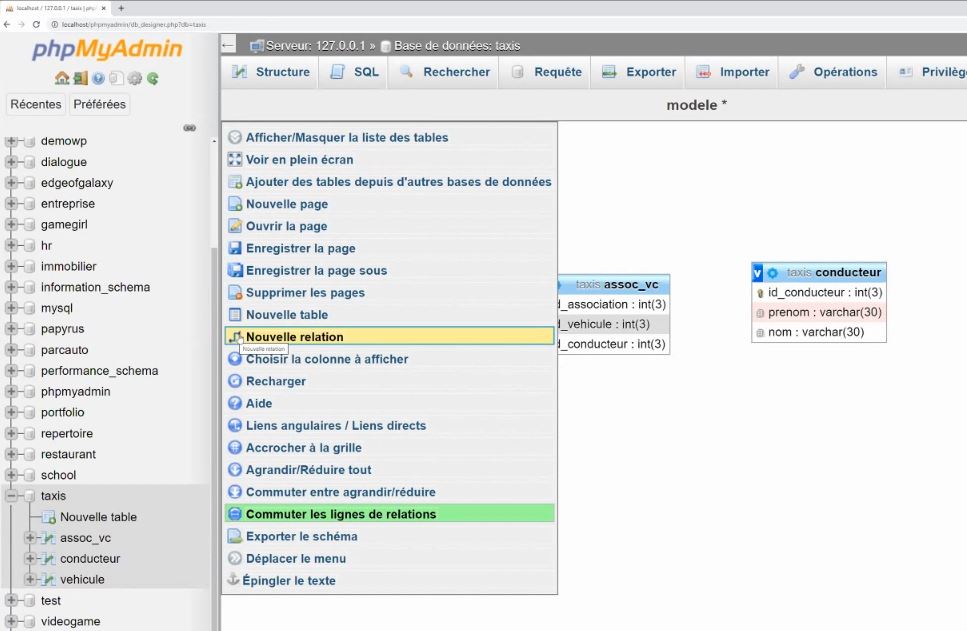 localhost / 127.0.0.1 / taxis | php
localhost/phpmyadmin/db_designer.php?db=taxis
phpMyAdmin
Récentes Préférées
demowp
dialogue
edgeofgalaxy
entreprise
gamegirl
hr
immobilier
information_schema
mysql
papyrus
parcauto
performance_schema
phpmyadmin
portfolio
repertoire
restaurant
school
taxis
Nouvelle table
assoc_vc
conducteur
vehicule
test
videogame
Serveur: 127.0.0.1 » Base de données: taxis
Structure SQL Rechercher Requête Exporter Importer Opérations Privilèg
modele *
Afficher/Masquer la liste des tables
Voir en plein écran
Ajouter des tables depuis d'autres bases de données
Nouvelle page
Ouvrir la page
Enregistrer la page
Enregistrer la page sous
Supprimer les pages
Nouvelle table
Nouvelle relation
Nouvelle relation
Choisir la colonne à afficher
Recharger
Aide
Liens angulaires / Liens directs
Accrocher à la grille
Agrandir/Réduire tout
Commuter entre agrandir/réduire
Commuter les lignes de relations
Exporter le schéma
Déplacer le menu
Épingler le texte
taxis assoc_vc
d_association : int(3)
d_vehicule : int(3)
d_conducteur : int(3)
v taxis conducteur
id_conducteur : int(3)
prenom : varchar(30)
nom : varchar(30)